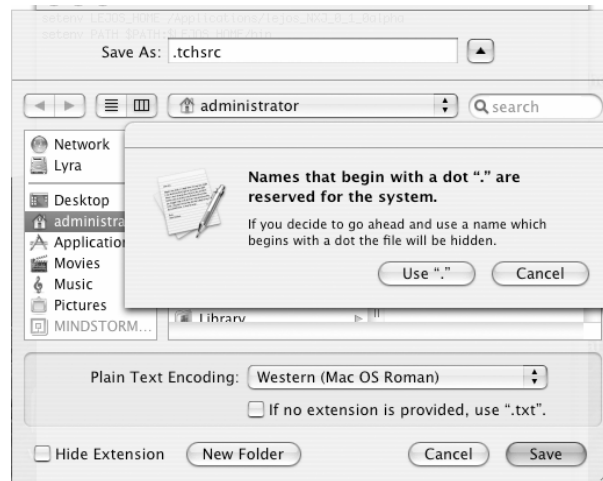 setenv LEJOS_HOME /Applications/lejos_NXJ_0_1_0alpha
setenv PATH $PATH:$LEJOS_HOME/bin
Save As: .tchsrc
administrator
search
Network
Lyra
Desktop
administra
Application
Movies
Music
Pictures
MINDSTORM...
Names that begin with a dot “.” are
reserved for the system.
If you decide to go ahead and use a name which
begins with a dot the file will be hidden.
Use “.”
Cancel
Library
Plain Text Encoding: Western (Mac OS Roman)
If no extension is provided, use “.txt”.
Hide Extension
New Folder
Cancel
Save